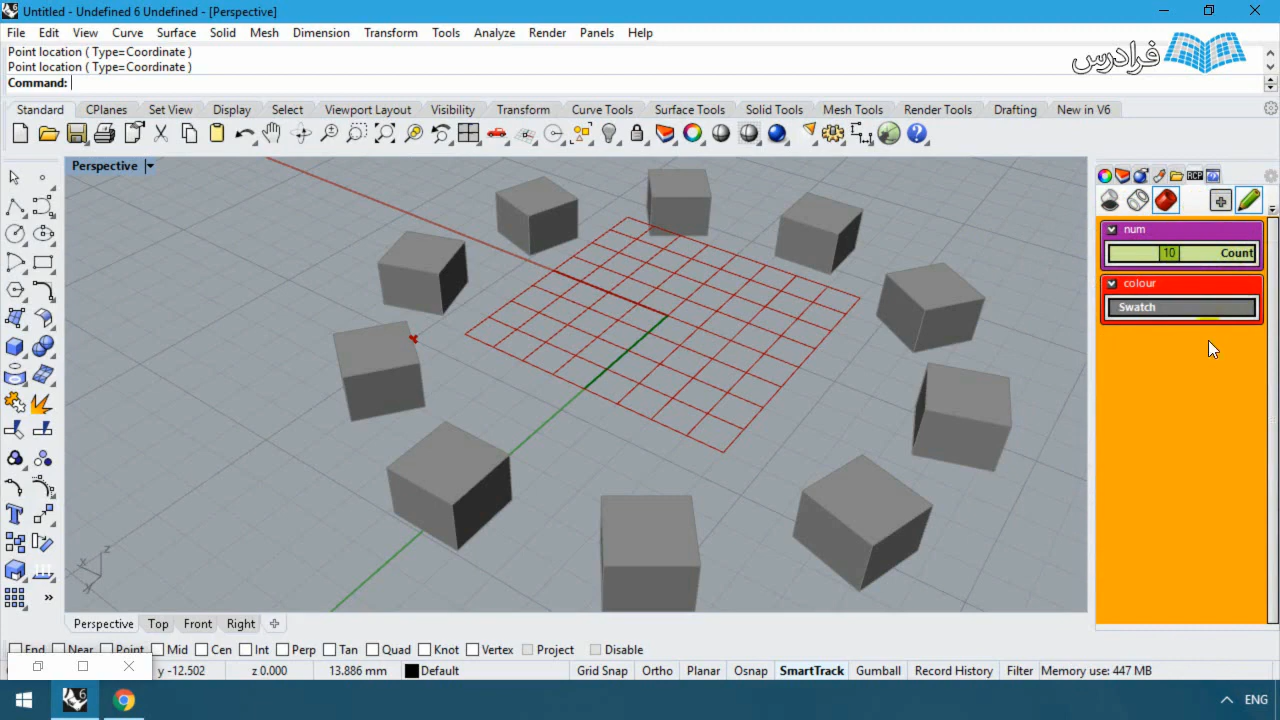 Untitled - Undefined 6 Undefined - [Perspective]
File Edit View Curve Surface Solid Mesh Dimension Transform Tools Analyze Render Panels Help
Point location ( Type=Coordinate )
Point location ( Type=Coordinate )
Command:
فرادرس
Standard CPlanes Set View Display Select Viewport Layout Visibility Transform Curve Tools Surface Tools Solid Tools Mesh Tools Render Tools Drafting New in V6
Perspective
RCP
num
10 Count
colour
Swatch
z
x
y
Perspective Top Front Right
End Near Point Mid Cen Int Perp Tan Quad Knot Vertex Project Disable
y -12.502 z 0.000 13.886 mm Default Grid Snap Ortho Planar Osnap SmartTrack Gumball Record History Filter Memory use: 447 MB
6
ENG